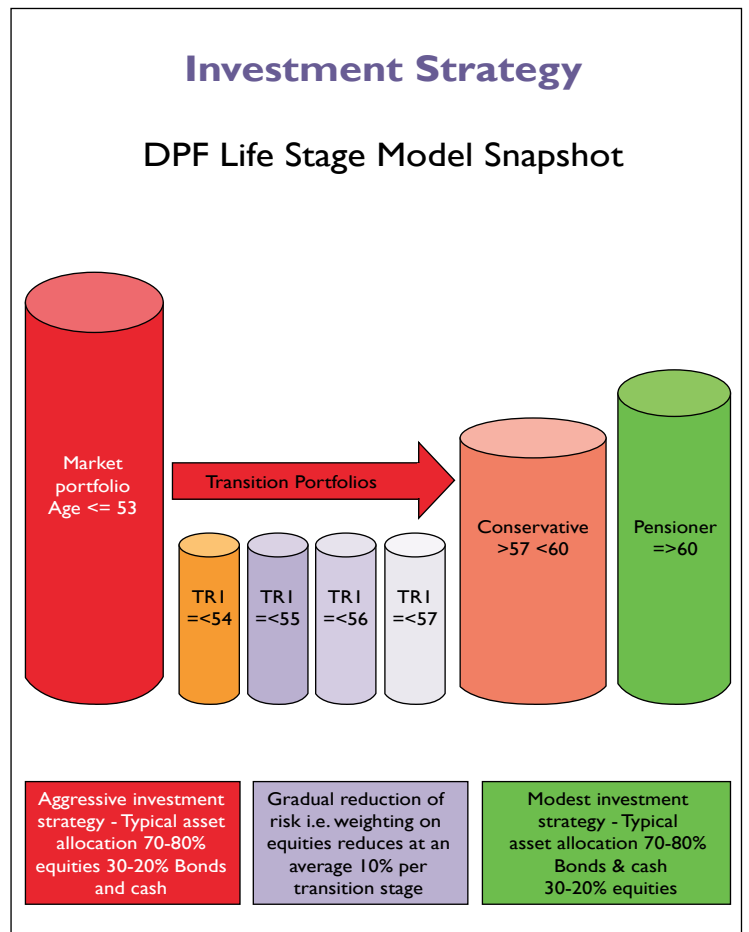 Investment Strategy
DPF Life Stage Model Snapshot
Market
portfolio
Age <= 53
Transition Portfolios
TR1
=<54
TR1
=<55
TR1
=<56
TR1
=<57
Conservative
>57 <60
Pensioner
=>60
Aggressive investment
strategy - Typical asset
allocation 70-80%
equities 30-20% Bonds
and cash
Gradual reduction of
risk i.e. weighting on
equities reduces at an
average 10% per
transition stage
Modest investment
strategy - Typical
asset allocation 70-80%
Bonds & cash
30-20% equities